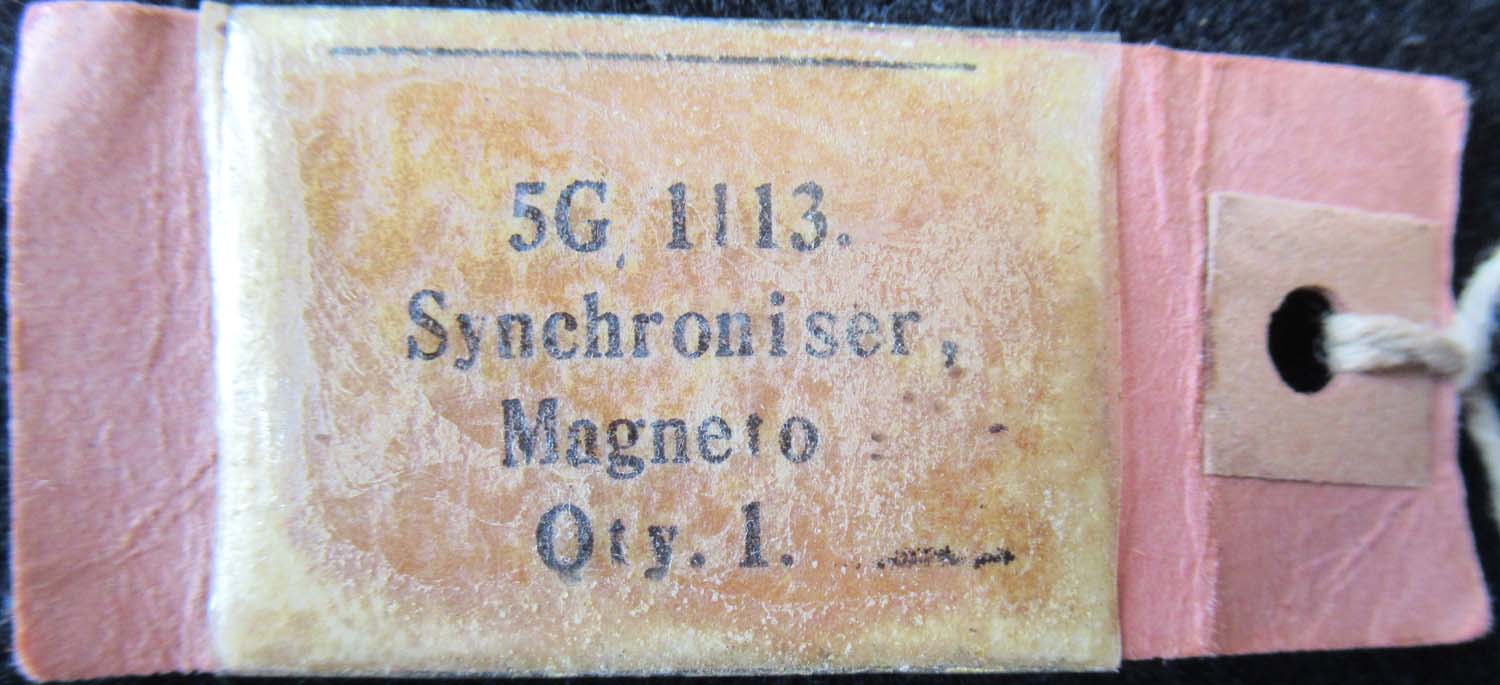 5G, 1113.
Synchroniser,
Magneto
Qty. 1.